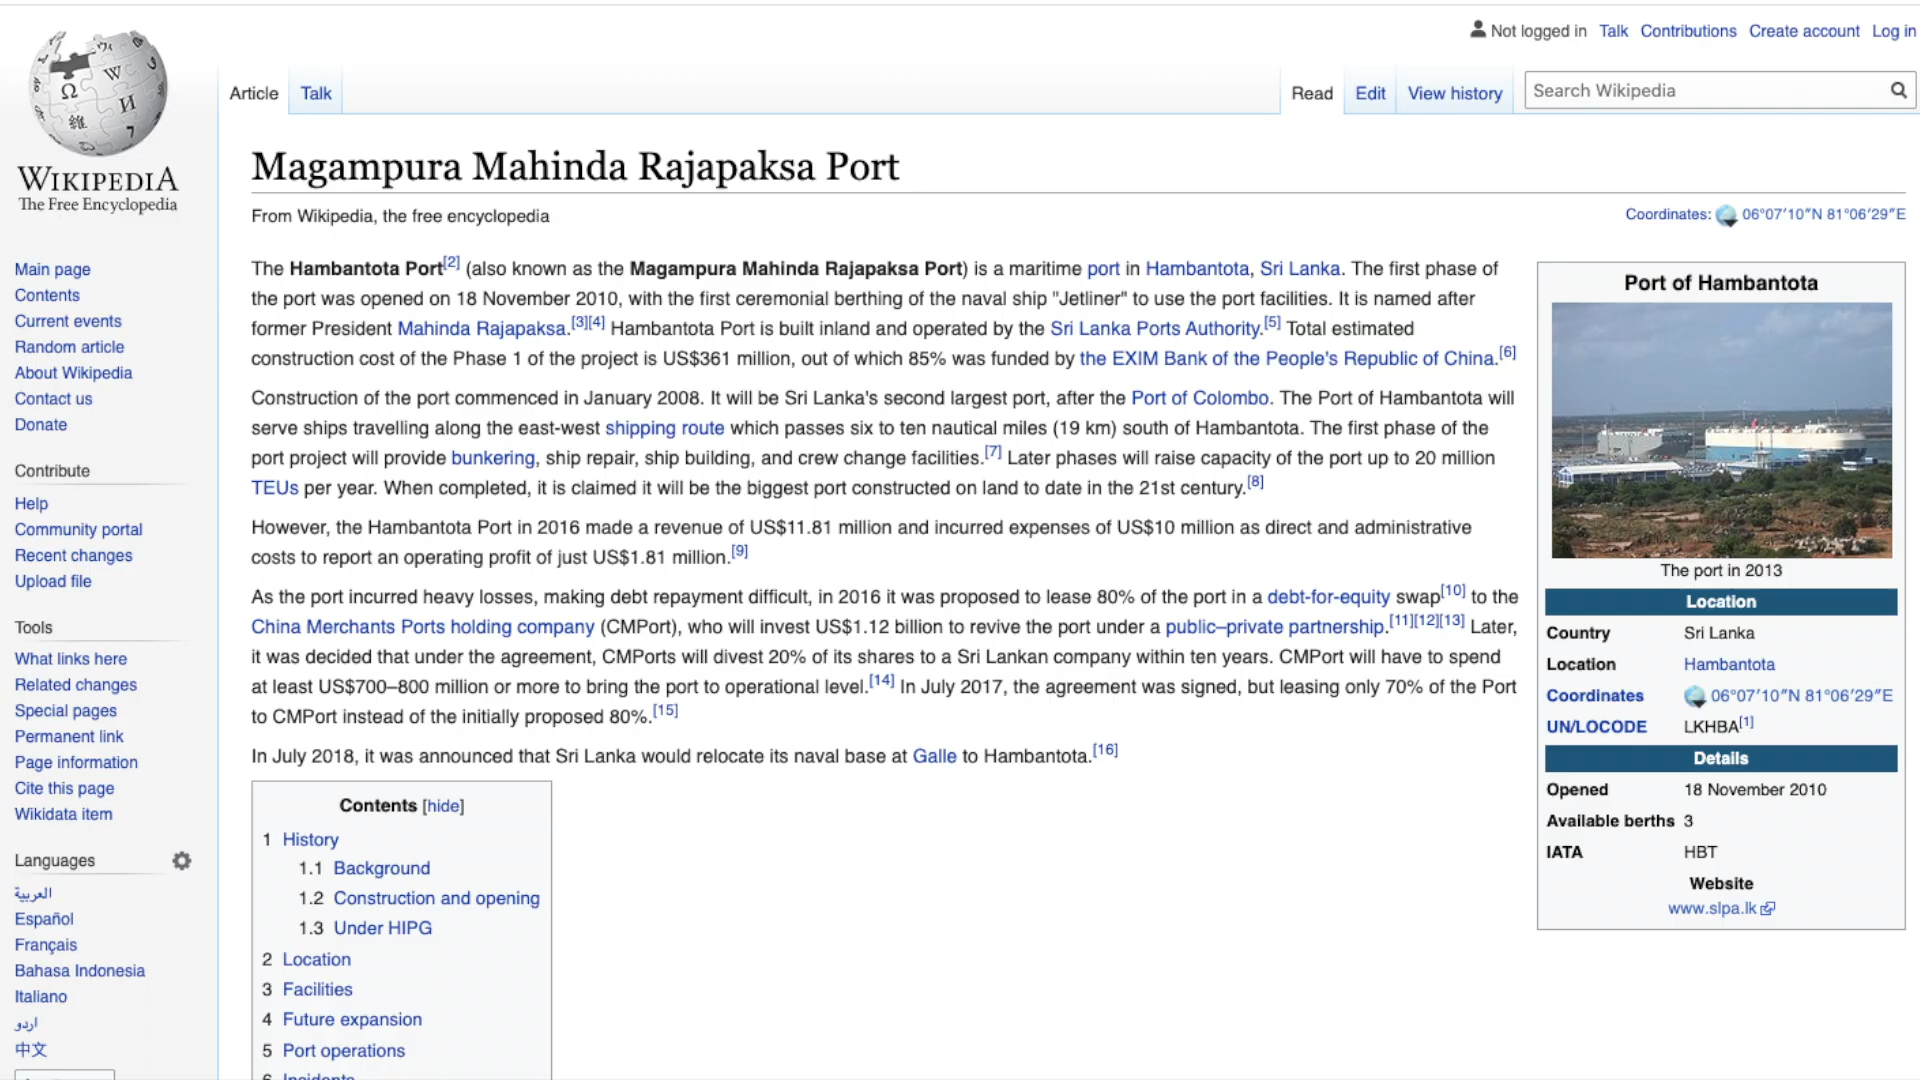 Not logged in Talk Contributions Create account Log in
Article Talk Read Edit View history Search Wikipedia
WIKIPEDIA
The Free Encyclopedia
Main page
Contents
Current events
Random article
About Wikipedia
Contact us
Donate
Contribute
Help
Community portal
Recent changes
Upload file
Tools
What links here
Related changes
Special pages
Permanent link
Page information
Cite this page
Wikidata item
Languages
العربية
Español
Français
Bahasa Indonesia
Italiano
اردو
中文
Magampura Mahinda Rajapaksa Port
From Wikipedia, the free encyclopedia
Coordinates: 06°07′10″N 81°06′29″E
The Hambantota Port[2] (also known as the Magampura Mahinda Rajapaksa Port) is a maritime port in Hambantota, Sri Lanka. The first phase of
the port was opened on 18 November 2010, with the first ceremonial berthing of the naval ship "Jetliner" to use the port facilities. It is named after
former President Mahinda Rajapaksa.[3][4] Hambantota Port is built inland and operated by the Sri Lanka Ports Authority.[5] Total estimated
construction cost of the Phase 1 of the project is US$361 million, out of which 85% was funded by the EXIM Bank of the People's Republic of China.[6]
Construction of the port commenced in January 2008. It will be Sri Lanka's second largest port, after the Port of Colombo. The Port of Hambantota will
serve ships travelling along the east-west shipping route which passes six to ten nautical miles (19 km) south of Hambantota. The first phase of the
port project will provide bunkering, ship repair, ship building, and crew change facilities.[7] Later phases will raise capacity of the port up to 20 million
TEUs per year. When completed, it is claimed it will be the biggest port constructed on land to date in the 21st century.[8]
However, the Hambantota Port in 2016 made a revenue of US$11.81 million and incurred expenses of US$10 million as direct and administrative
costs to report an operating profit of just US$1.81 million.[9]
As the port incurred heavy losses, making debt repayment difficult, in 2016 it was proposed to lease 80% of the port in a debt-for-equity swap[10] to the
China Merchants Ports holding company (CMPort), who will invest US$1.12 billion to revive the port under a public–private partnership.[11][12][13] Later,
it was decided that under the agreement, CMPorts will divest 20% of its shares to a Sri Lankan company within ten years. CMPort will have to spend
at least US$700–800 million or more to bring the port to operational level.[14] In July 2017, the agreement was signed, but leasing only 70% of the Port
to CMPort instead of the initially proposed 80%.[15]
In July 2018, it was announced that Sri Lanka would relocate its naval base at Galle to Hambantota.[16]
Contents [hide]
1 History
1.1 Background
1.2 Construction and opening
1.3 Under HIPG
2 Location
3 Facilities
4 Future expansion
5 Port operations
6 Incidents
Port of Hambantota
The port in 2013
Location
Country Sri Lanka
Location Hambantota
Coordinates 06°07′10″N 81°06′29″E
UN/LOCODE LKHBA[1]
Details
Opened 18 November 2010
Available berths 3
IATA HBT
Website
www.slpa.lk